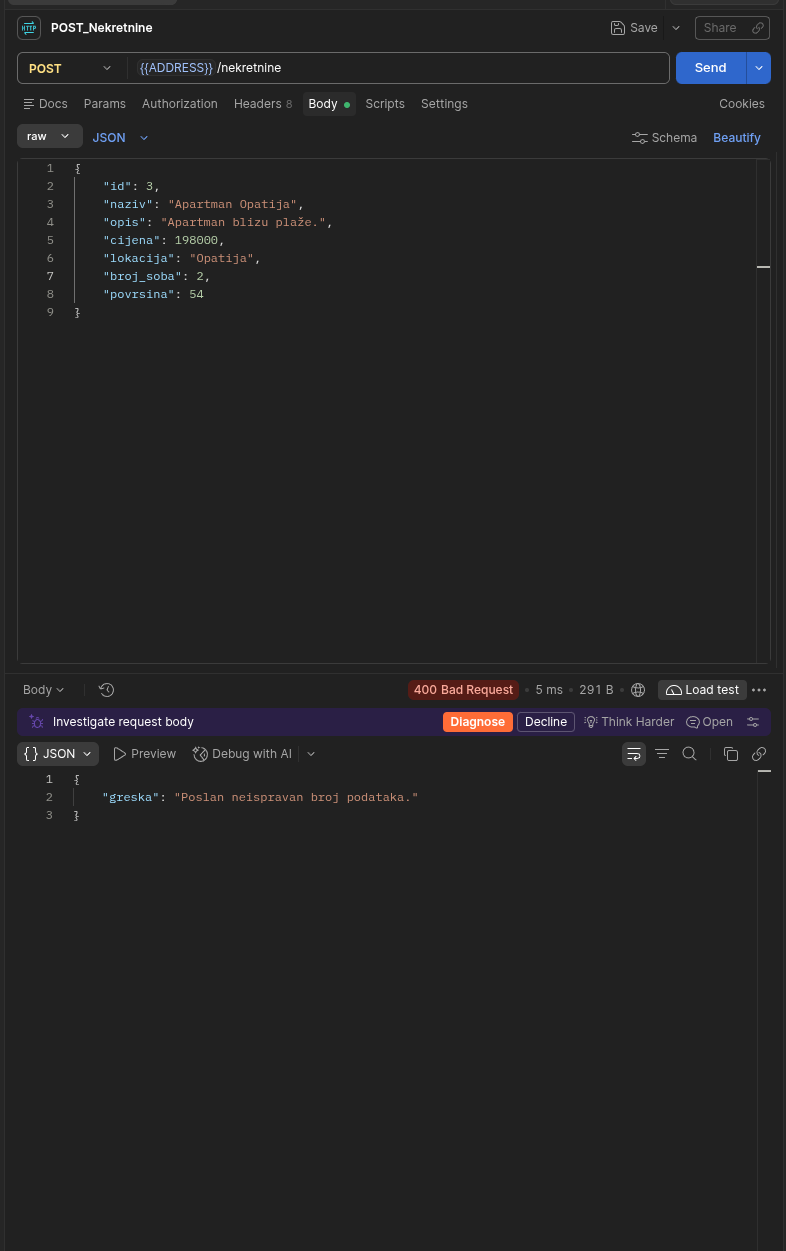 HTTP POST_Nekretnine Save Share
POST {{ADDRESS}} /nekretnine Send
Docs Params Authorization Headers 8 Body Scripts Settings Cookies
raw JSON Schema Beautify
1 {
2 "id": 3,
3 "naziv": "Apartman Opatija",
4 "opis": "Apartman blizu plaže.",
5 "cijena": 198000,
6 "lokacija": "Opatija",
7 "broj_soba": 2,
8 "povrsina": 54
9 }
Body 400 Bad Request • 5 ms • 291 B • Load test
Investigate request body Diagnose Decline Think Harder Open
{} JSON Preview Debug with AI
1 {
2 "greska": "Poslan neispravan broj podataka."
3 }